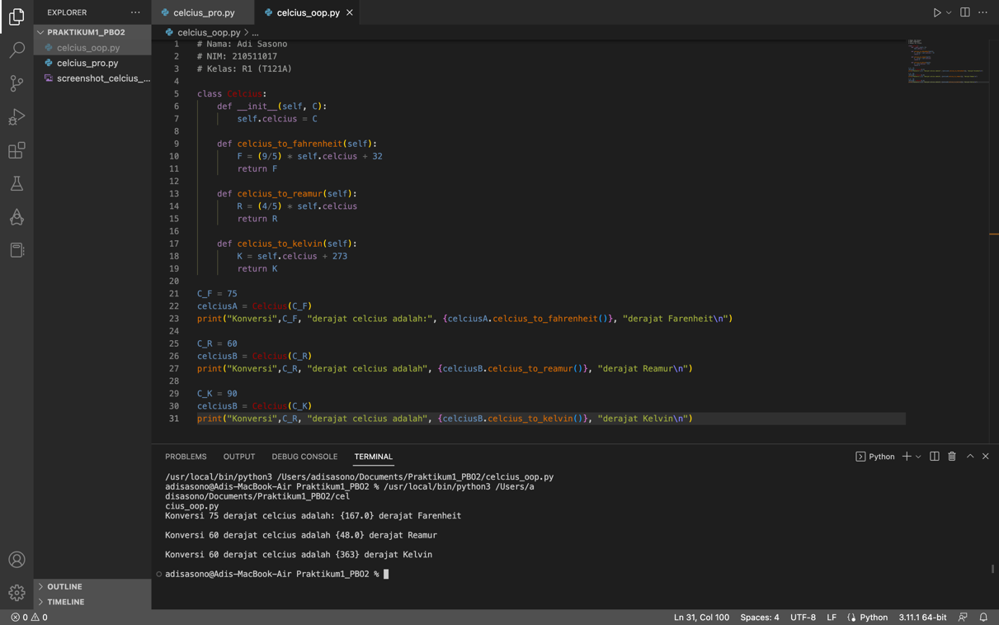 EXPLORER
celcius_pro.py
celcius_oop.py
PRAKTIKUM1_PBO2
celcius_oop.py
celcius_pro.py
screenshot_celcius_...
OUTLINE
TIMELINE
celcius_oop.py > ...
1 # Nama: Adi Sasono
2 # NIM: 210511017
3 # Kelas: R1 (T121A)
4
5 class Celcius:
6 def __init__(self, C):
7 self.celcius = C
8
9 def celcius_to_fahrenheit(self):
10 F = (9/5) * self.celcius + 32
11 return F
12
13 def celcius_to_reamur(self):
14 R = (4/5) * self.celcius
15 return R
16
17 def celcius_to_kelvin(self):
18 K = self.celcius + 273
19 return K
20
21 C_F = 75
22 celciusA = Celcius(C_F)
23 print("Konversi",C_F, "derajat celcius adalah:", {celciusA.celcius_to_fahrenheit()}, "derajat Farenheit\n")
24
25 C_R = 60
26 celciusB = Celcius(C_R)
27 print("Konversi",C_R, "derajat celcius adalah", {celciusB.celcius_to_reamur()}, "derajat Reamur\n")
28
29 C_K = 90
30 celciusB = Celcius(C_K)
31 print("Konversi",C_R, "derajat celcius adalah", {celciusB.celcius_to_kelvin()}, "derajat Kelvin\n")
PROBLEMS OUTPUT DEBUG CONSOLE TERMINAL
Python
/usr/local/bin/python3 /Users/adisasono/Documents/Praktikum1_PBO2/celcius_oop.py
adisasono@Adis-MacBook-Air Praktikum1_PBO2 % /usr/local/bin/python3 /Users/a
disasono/Documents/Praktikum1_PBO2/cel
cius_oop.py
Konversi 75 derajat celcius adalah: {167.0} derajat Farenheit
Konversi 60 derajat celcius adalah {48.0} derajat Reamur
Konversi 60 derajat celcius adalah {363} derajat Kelvin
adisasono@Adis-MacBook-Air Praktikum1_PBO2 %
0 0
Ln 31, Col 100 Spaces: 4 UTF-8 LF Python 3.11.1 64-bit